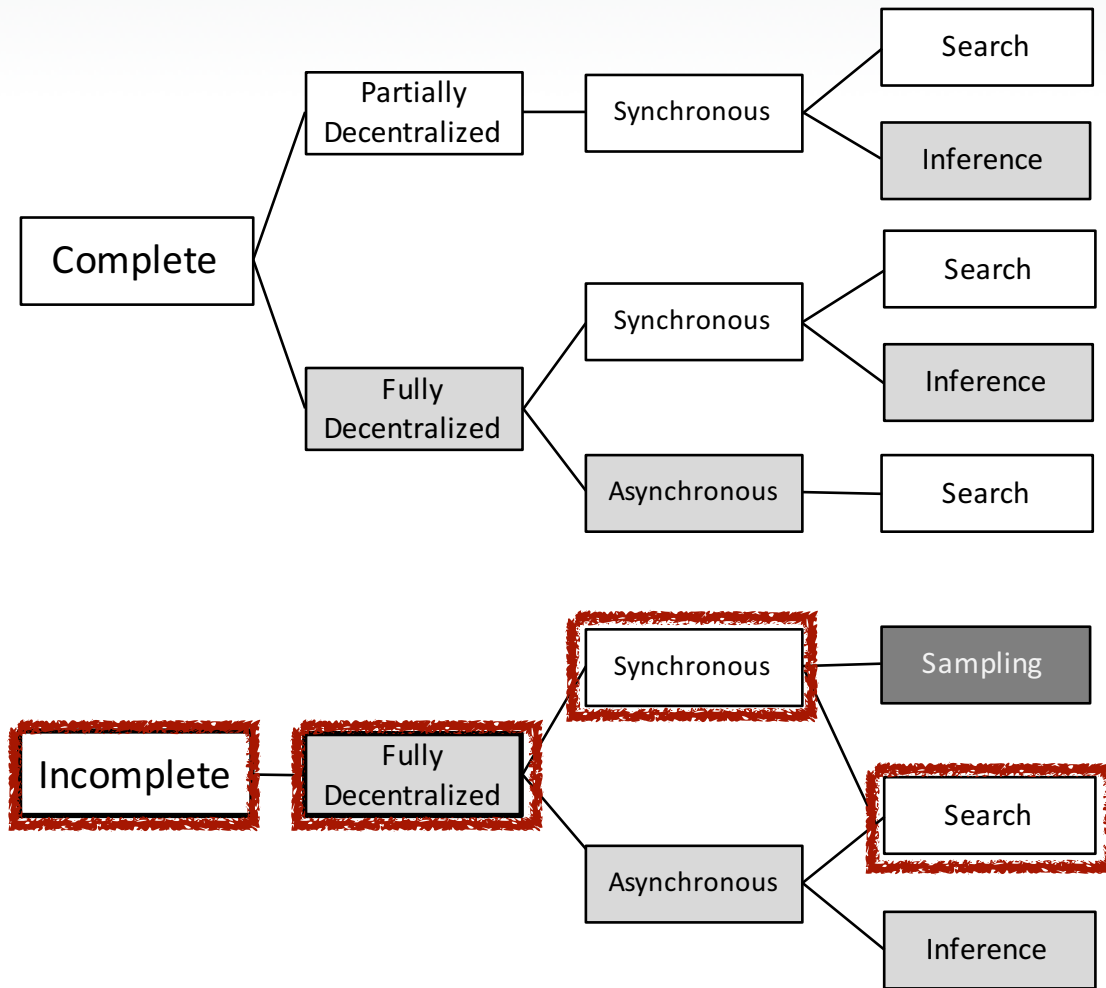 Search
Partially
Decentralized
Synchronous
Inference
Complete
Search
Synchronous
Inference
Fully
Decentralized
Asynchronous
Search
Synchronous
Sampling
Incomplete
Fully
Decentralized
Search
Asynchronous
Inference